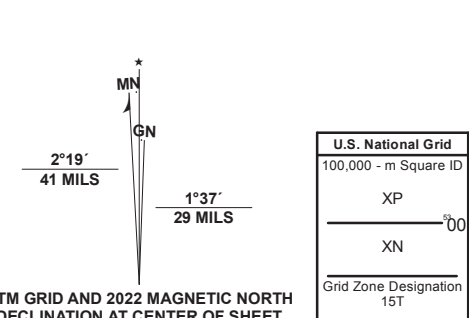 ★
MN
GN
2°19´
41 MILS
1°37´
29 MILS
TM GRID AND 2022 MAGNETIC NORTH
DECLINATION AT CENTER OF SHEET
U.S. National Grid
100,000 - m Square ID
XP
5300
XN
Grid Zone Designation
15T